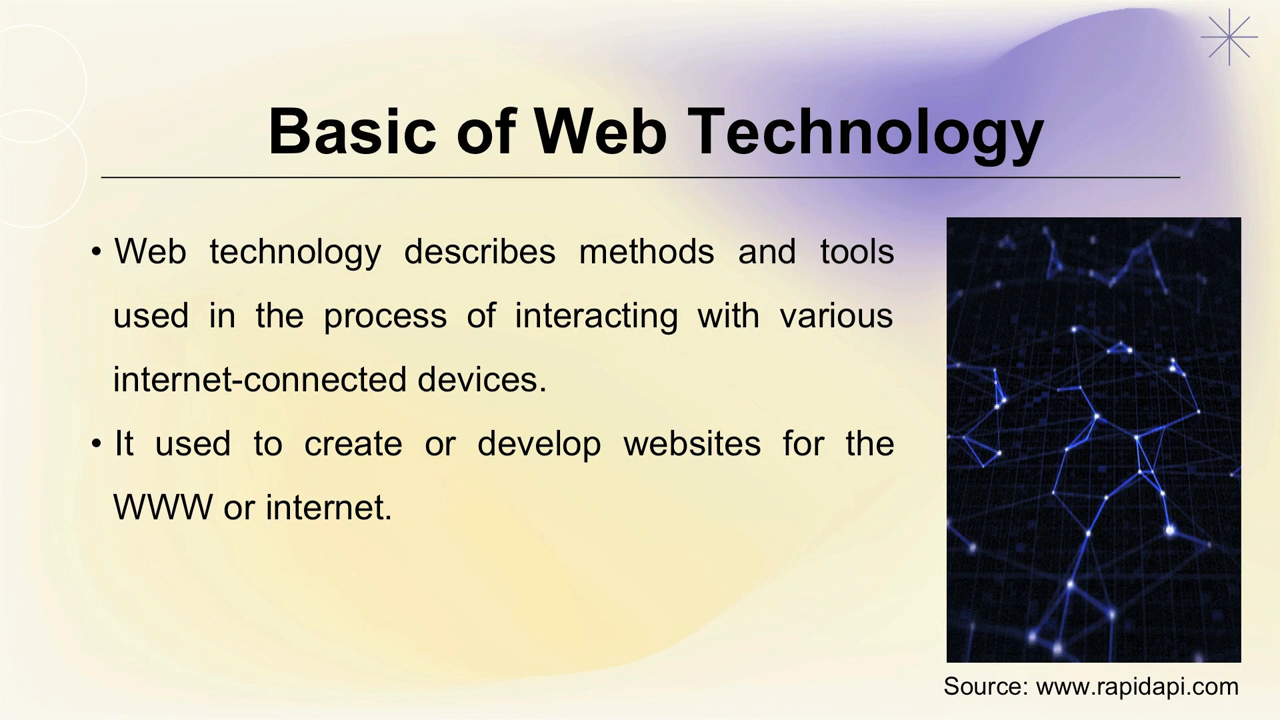 Basic of Web Technology
• Web technology describes methods and tools
used in the process of interacting with various
internet-connected devices.
• It used to create or develop websites for the
WWW or internet.
Source: www.rapidapi.com